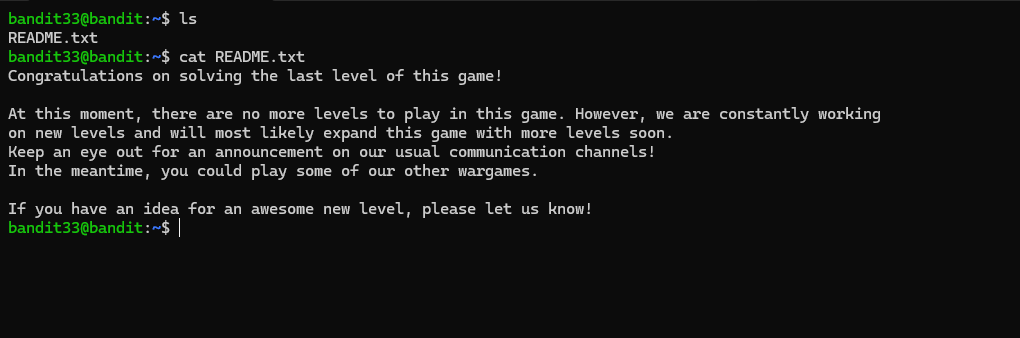 bandit33@bandit:~$ ls
README.txt
bandit33@bandit:~$ cat README.txt
Congratulations on solving the last level of this game!
At this moment, there are no more levels to play in this game. However, we are constantly working
on new levels and will most likely expand this game with more levels soon.
Keep an eye out for an announcement on our usual communication channels!
In the meantime, you could play some of our other wargames.
If you have an idea for an awesome new level, please let us know!
bandit33@bandit:~$